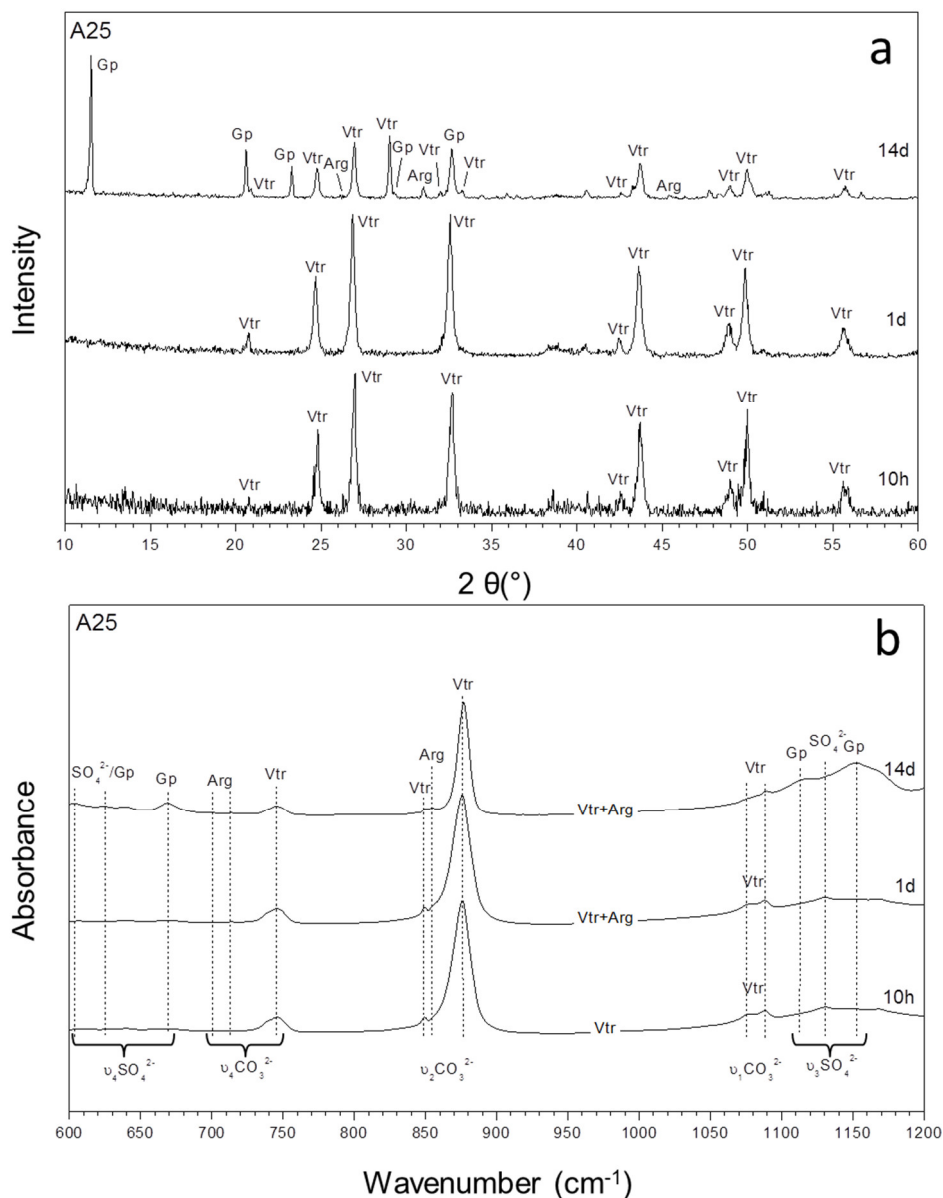 A25
a
Gp
Gp
Vtr
Gp
Vtr
Arg
Vtr
Vtr
Gp
Arg
Vtr
Gp
Vtr
Vtr
Vtr
Arg
Vtr
Vtr
Vtr
14d
Vtr
Vtr
Vtr
Vtr
Vtr
Vtr
Vtr
Vtr
Vtr
1d
Vtr
Vtr
Vtr
Vtr
Vtr
Vtr
Vtr
Vtr
Vtr
10h
Intensity
10 15 20 25 30 35 40 45 50 55 60
2 θ(°)
A25
b
SO₄²⁻/Gp
Gp
Arg
Vtr
Vtr
Arg
Vtr
Vtr+Arg
Vtr
Gp
SO₄²⁻
Gp
14d
Vtr+Arg
Vtr
1d
Vtr
Vtr
10h
υ₄SO₄²⁻
υ₄CO₃²⁻
υ₂CO₃²⁻
υ₁CO₃²⁻
υ₃SO₄²⁻
Absorbance
600 650 700 750 800 850 900 950 1000 1050 1100 1150 1200
Wavenumber (cm⁻¹)